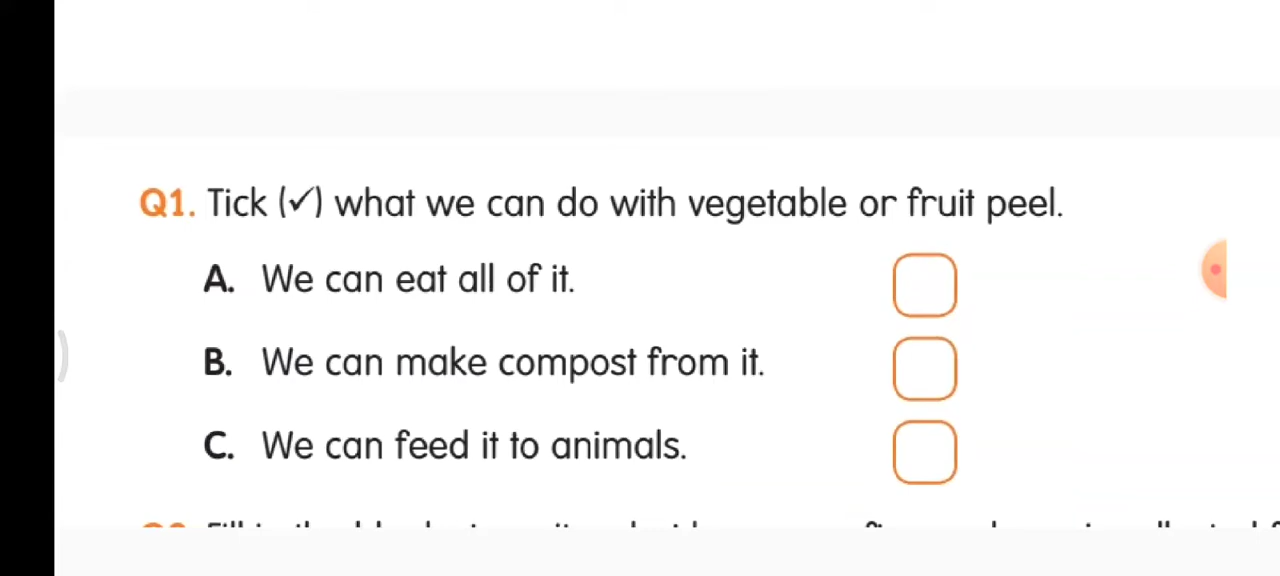 Q1. Tick (✓) what we can do with vegetable or fruit peel.
A. We can eat all of it.
B. We can make compost from it.
C. We can feed it to animals.